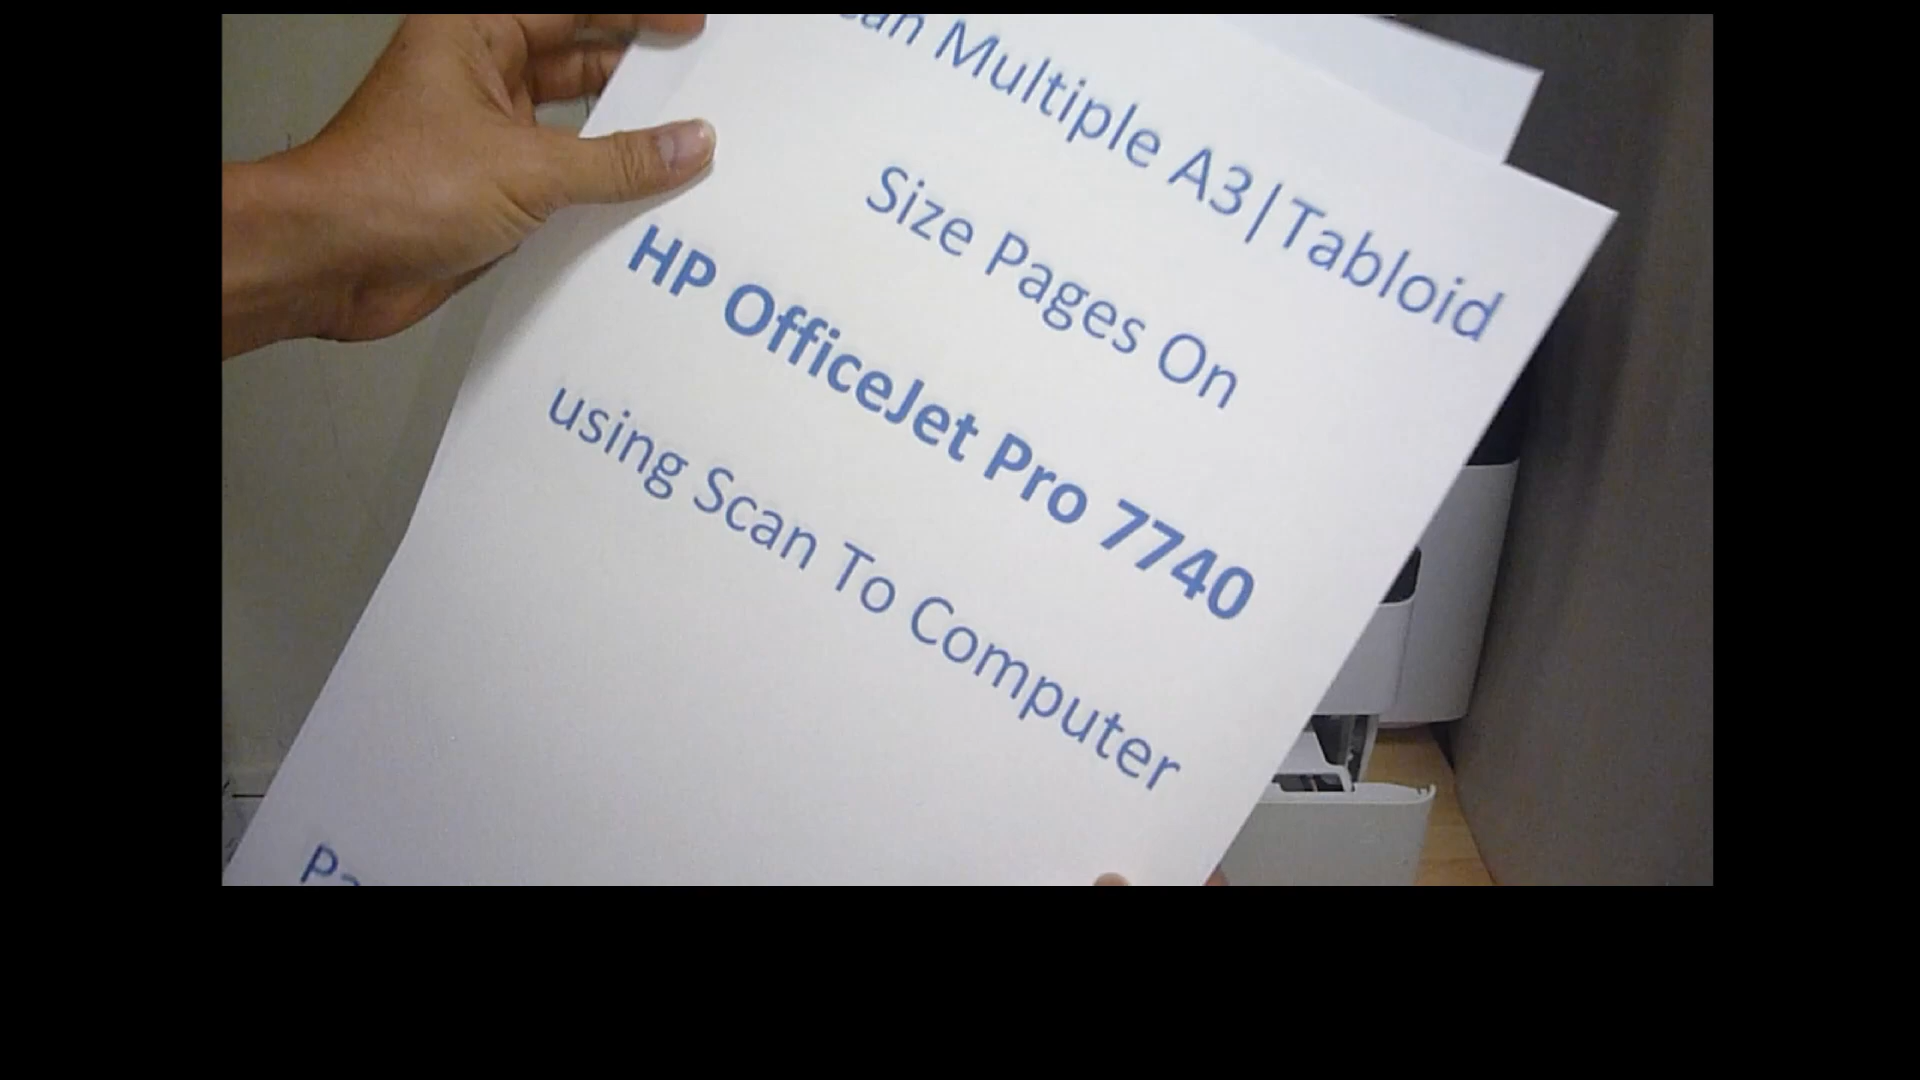 Multiple A3|Tabloid
Size Pages On
HP OfficeJet Pro 7740
using Scan To Computer